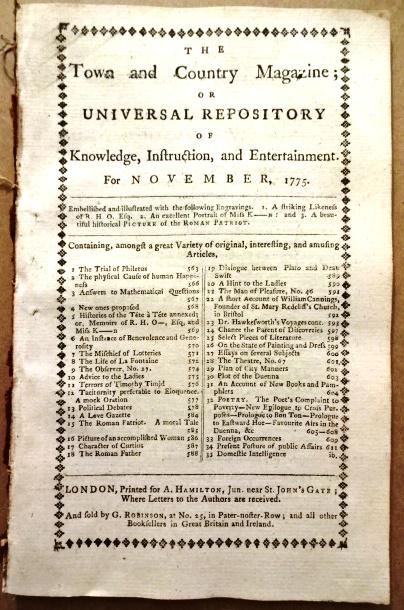 THE
Town and Country Magazine;
OR
UNIVERSAL REPOSITORY
OF
Knowledge, Instruction, and Entertainment.
For NOVEMBER, 1775.
Embellished and illustrated with the following Engravings. 1. A striking Likeness
of R. H. O. Esq. 2. An excellent Portrait of Miss K——n: and 3. A beau-
tiful historical PICTURE of the ROMAN PATRIOT.
Containing, amongst a great Variety of original, interesting, and amusing
Articles,
1 The Trial of Philetus 563
2 The physical Cause of human Happi-
ness 566
3 Answers to Mathematical Questions
567
4 New ones proposed 568
5 Histories of the Tête à Tête annexed;
or, Memoirs of R. H. O—, Esq. and
Miss K——n 569
6 An Instance of Benevolence and Gene-
rosity 570
7 The Mischief of Lotteries 571
8 The Life of La Fontaine 572
9 The Observer, No. 27. 574
10 Advice to the Ladies 575
11 Terrors of Timothy Timid 576
12 Taciturnity preferable to Eloquence.
A mock Oration 577
13 Political Debates 578
14 A Love Gazette 584
15 The Roman Patriot. A moral Tale
585
16 Picture of an accomplished Woman 586
17 Character of Curtius 587
18 The Roman Father 588
19 Dialogue between Plato and Dean
Swift 589
20 A Hint to the Ladies 590
21 The Man of Pleasure, No. 46 591
22 A short Account of William Cannings,
Founder of St. Mary Redcliff's Church,
in Bristol 592
23 Dr. Hawkesworth's Voyages cont. 593
24 Chance the Parent of Discoveries 597
25 Select Pieces of Literature 598
26 On the State of Painting and Dress 599
27 Essays on several Subjects 600
28 The Theatre, No. 67 601
29 Plan of City Manners 602
30 Plot of the Duenna ib.
31 An Account of New Books and Pam-
phlets 604
32 POETRY. The Poet's Complaint to
Poverty—New Epilogue to Cross Pur-
poses—Prologue to Bon Ton—Prologue
to Eastward Hoe—Favourite Airs in the
Duenna, &c 605—608
33 Foreign Occurrences 609
34 Present Posture of public Affairs 611
35 Domestic Intelligence ib.
LONDON, Printed for A. HAMILTON, Jun. near St. JOHN'S GATE;
Where Letters to the Authors are received.
And sold by G. ROBINSON, at No. 25, in Pater-noster-Row; and all other
Booksellers in Great Britain and Ireland.